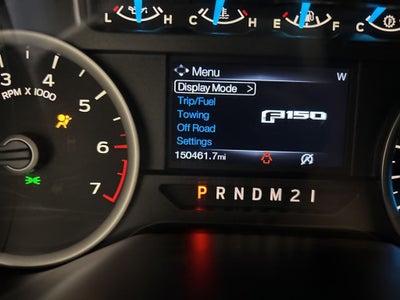 L H C H E F C
Menu W
Display Mode >
Trip/Fuel
Towing
F150
Off Road
Settings
150461.7mi
RPM X 1000
4
5
6
7
P R N D M 2 1